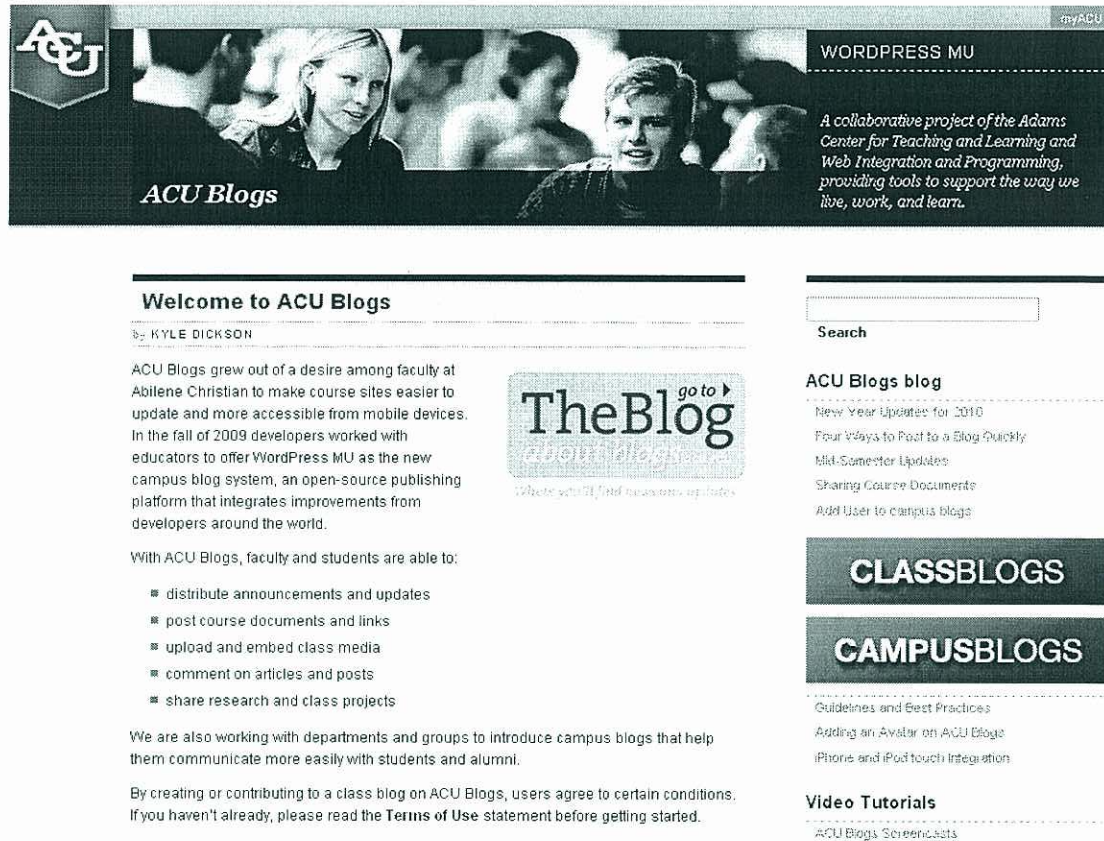 myACU
ACU
WORDPRESS MU
A collaborative project of the Adams
Center for Teaching and Learning and
Web Integration and Programming,
providing tools to support the way we
live, work, and learn.
ACU Blogs
Welcome to ACU Blogs
by KYLE DICKSON
ACU Blogs grew out of a desire among faculty at
Abilene Christian to make course sites easier to
update and more accessible from mobile devices.
In the fall of 2009 developers worked with
educators to offer WordPress MU as the new
campus blog system, an open-source publishing
platform that integrates improvements from
developers around the world.
go to
TheBlog
about blogs
Where you'll find updates
With ACU Blogs, faculty and students are able to:
distribute announcements and updates
post course documents and links
upload and embed class media
comment on articles and posts
share research and class projects
We are also working with departments and groups to introduce campus blogs that help
them communicate more easily with students and alumni.
By creating or contributing to a class blog on ACU Blogs, users agree to certain conditions.
If you haven't already, please read the Terms of Use statement before getting started.
Search
ACU Blogs blog
New Year Updates for 2010
Four Ways to Post to a Blog Quickly
Mid-Semester Updates
Sharing Course Documents
Add User to campus blogs
CLASSBLOGS
CAMPUSBLOGS
Guidelines and Best Practices
Adding an Avatar on ACU Blogs
iPhone and iPod touch Integration
Video Tutorials
ACU Blogs Screencasts